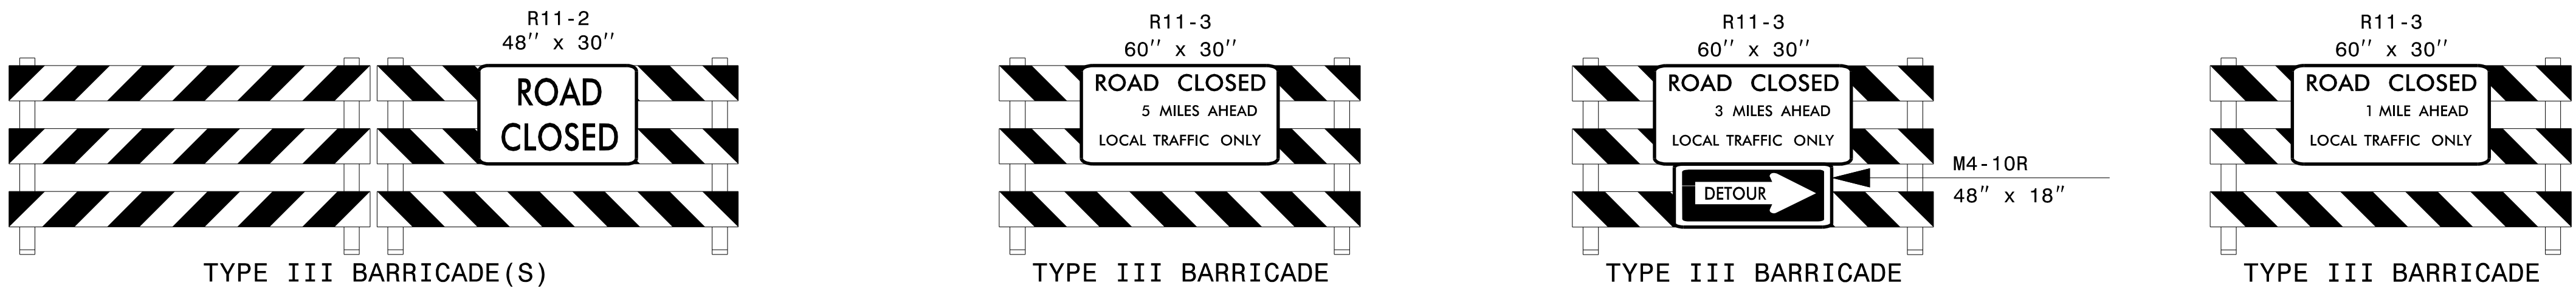 R11-2
48" x 30"
ROAD
CLOSED
TYPE III BARRICADE(S)
R11-3
60" x 30"
ROAD CLOSED
5 MILES AHEAD
LOCAL TRAFFIC ONLY
TYPE III BARRICADE
R11-3
60" x 30"
ROAD CLOSED
3 MILES AHEAD
LOCAL TRAFFIC ONLY
DETOUR
M4-10R
48" x 18"
TYPE III BARRICADE
R11-3
60" x 30"
ROAD CLOSED
1 MILE AHEAD
LOCAL TRAFFIC ONLY
TYPE III BARRICADE